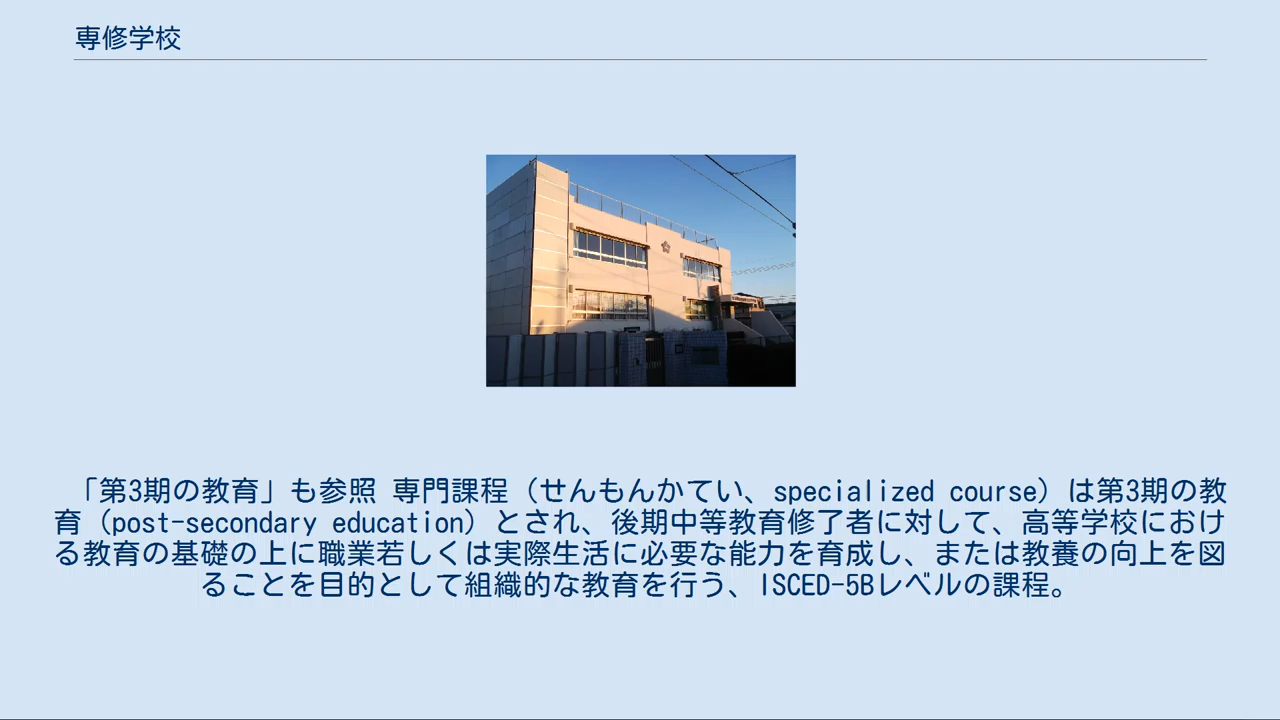 専修学校
「第3期の教育」も参照 専門課程（せんもんかてい、specialized course）は第3期の教
育（post-secondary education）とされ、後期中等教育修了者に対して、高等学校におけ
る教育の基礎の上に職業若しくは実際生活に必要な能力を育成し、または教養の向上を図
ることを目的として組織的な教育を行う、ISCED-5Bレベルの課程。